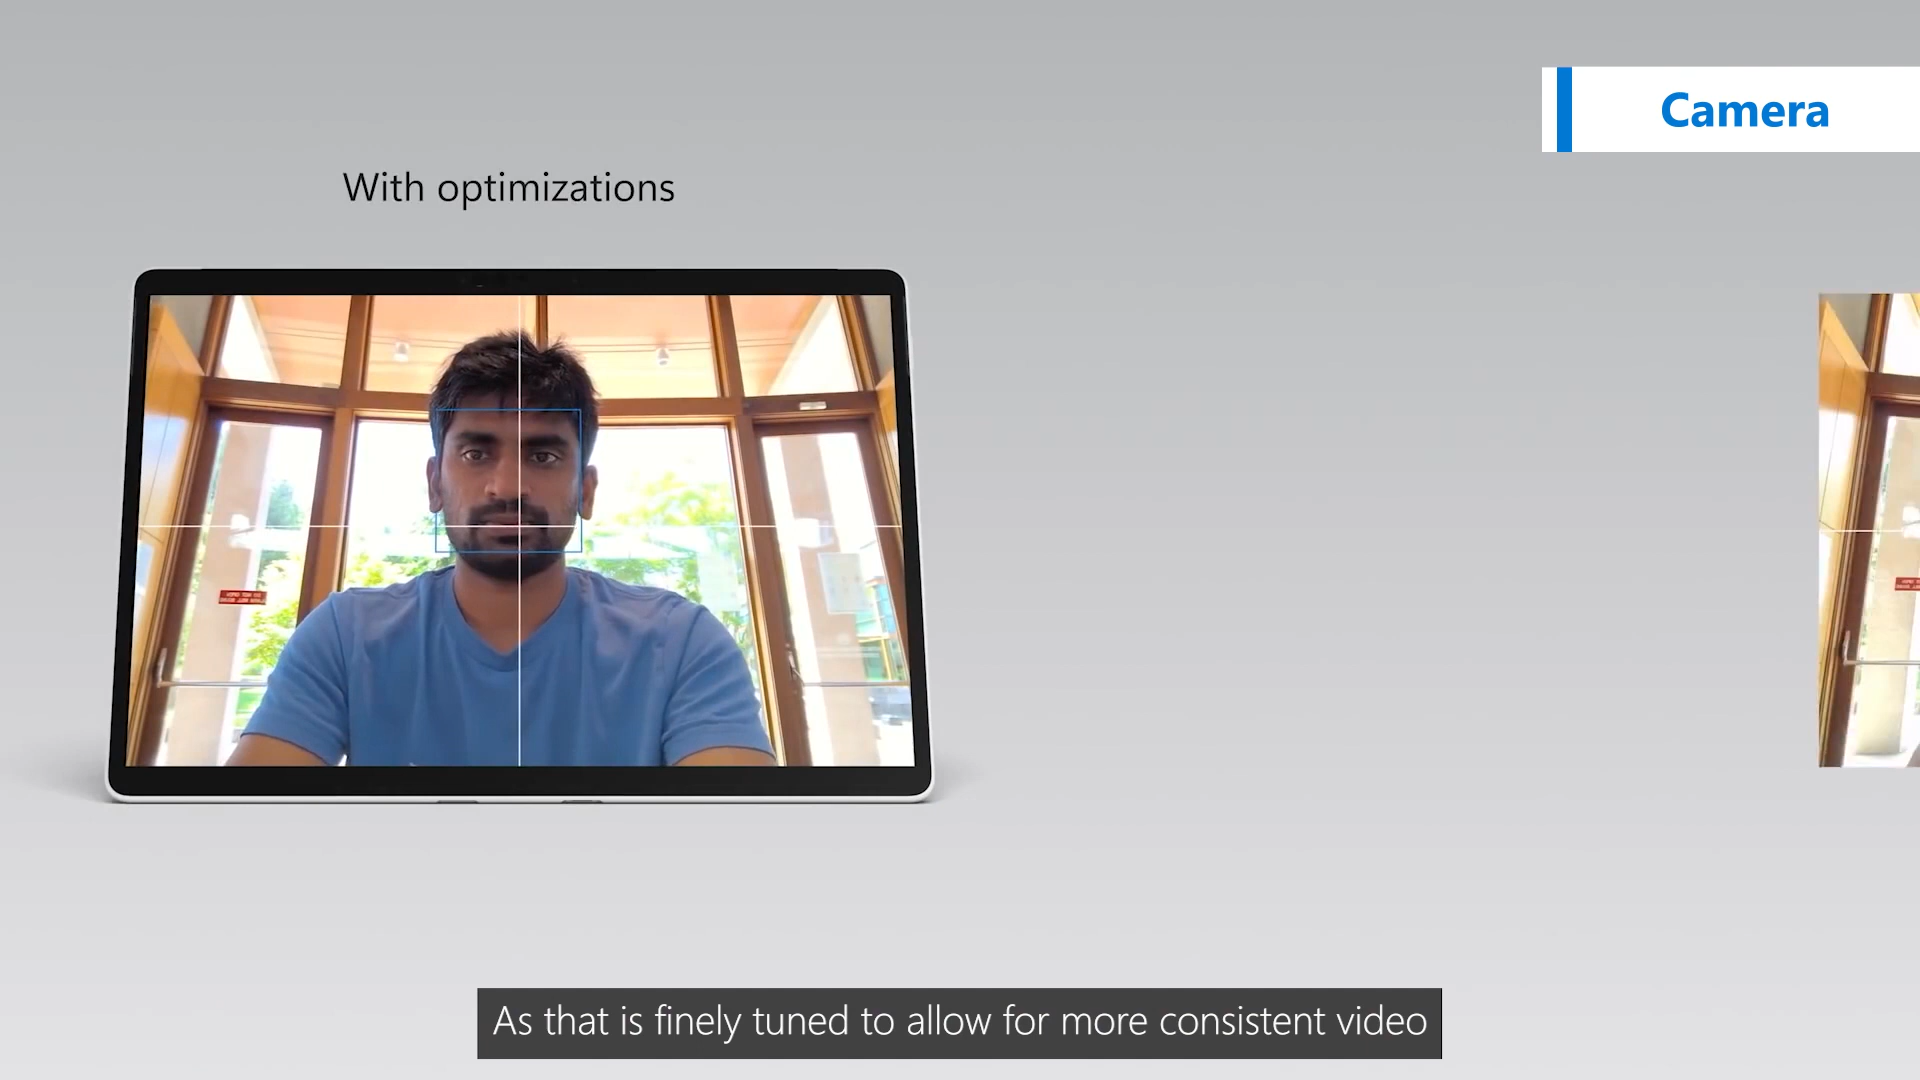 Camera
With optimizations
As that is finely tuned to allow for more consistent video